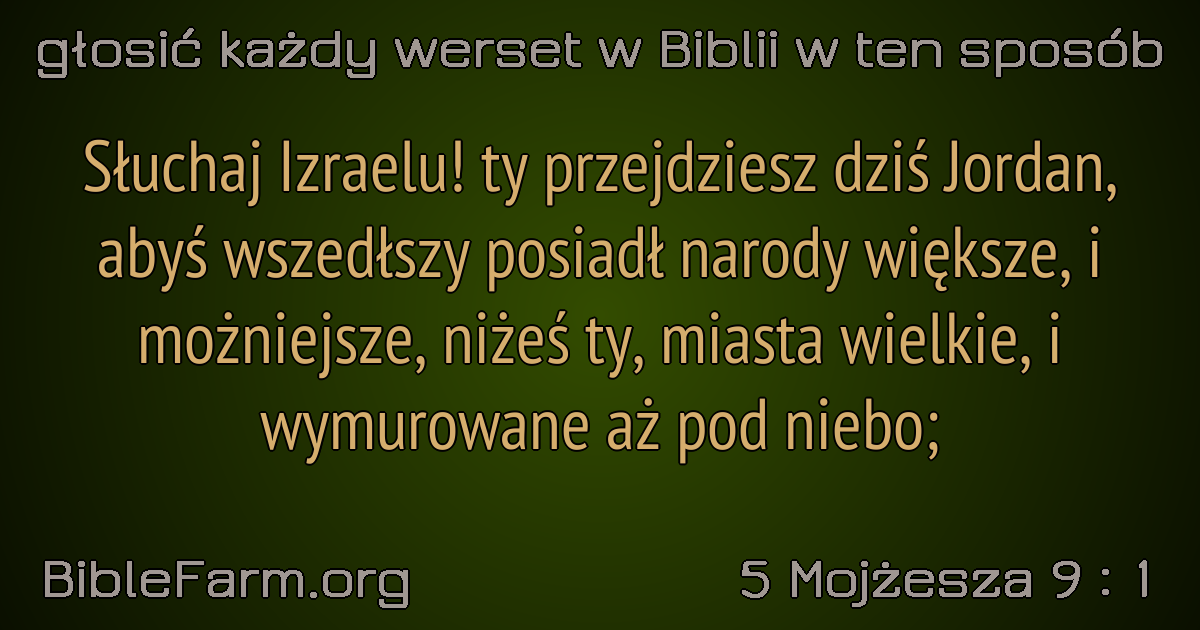 głosić każdy werset w Biblii w ten sposób
Słuchaj Izraelu! ty przejdziesz dziś Jordan,
abyś wszedłszy posiadł narody większe, i
możniejsze, niżeś ty, miasta wielkie, i
wymurowane aż pod niebo;
BibleFarm.org
5 Mojżesza 9 : 1